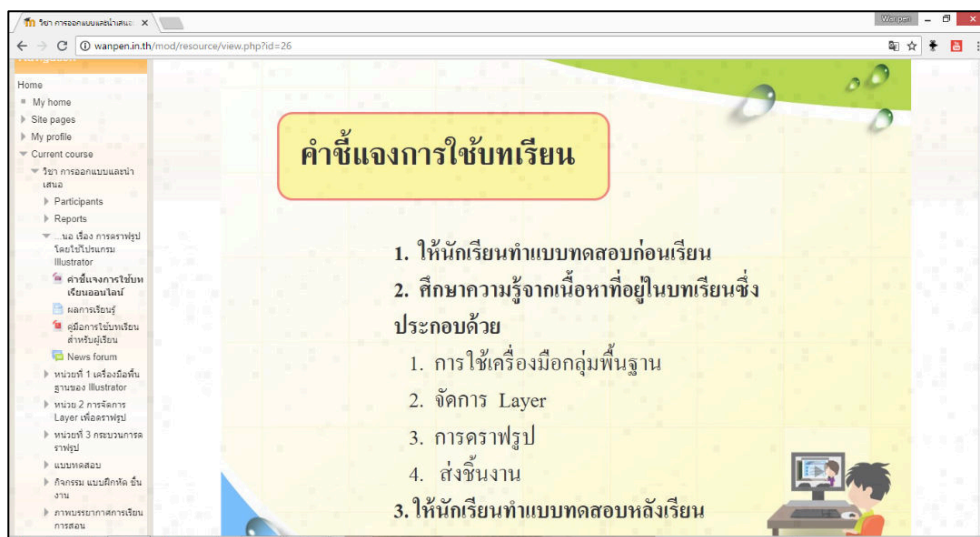 วิชา การออกแบบและนำเสนอ
Wanpen
wanpen.in.th/mod/resource/view.php?id=26
Home
My home
Site pages
My profile
Current course
วิชา การออกแบบและนำ
เสนอ
Participants
Reports
...นอ เรื่อง การดราฟรูป
โดยใช้โปรแกรม
Illustrator
คำชี้แจงการใช้บท
เรียนออนไลน์
ผลการเรียนรู้
คู่มือการใช้บทเรียน
สำหรับผู้เรียน
News forum
หน่วยที่ 1 เครื่องมือพื้น
ฐานของ Illustrator
หน่วย 2 การจัดการ
Layer เพื่อดราฟรูป
หน่วยที่ 3 กระบวนการด
ราฟรูป
แบบทดสอบ
กิจกรรม แบบฝึกหัด ชิ้น
งาน
ภาพบรรยากาศการเรียน
การสอน
คำชี้แจงการใช้บทเรียน
1. ให้นักเรียนทำแบบทดสอบก่อนเรียน
2. ศึกษาความรู้จากเนื้อหาที่อยู่ในบทเรียนซึ่ง
ประกอบด้วย
1. การใช้เครื่องมือกลุ่มพื้นฐาน
2. จัดการ Layer
3. การดราฟรูป
4. ส่งชิ้นงาน
3. ให้นักเรียนทำแบบทดสอบหลังเรียน